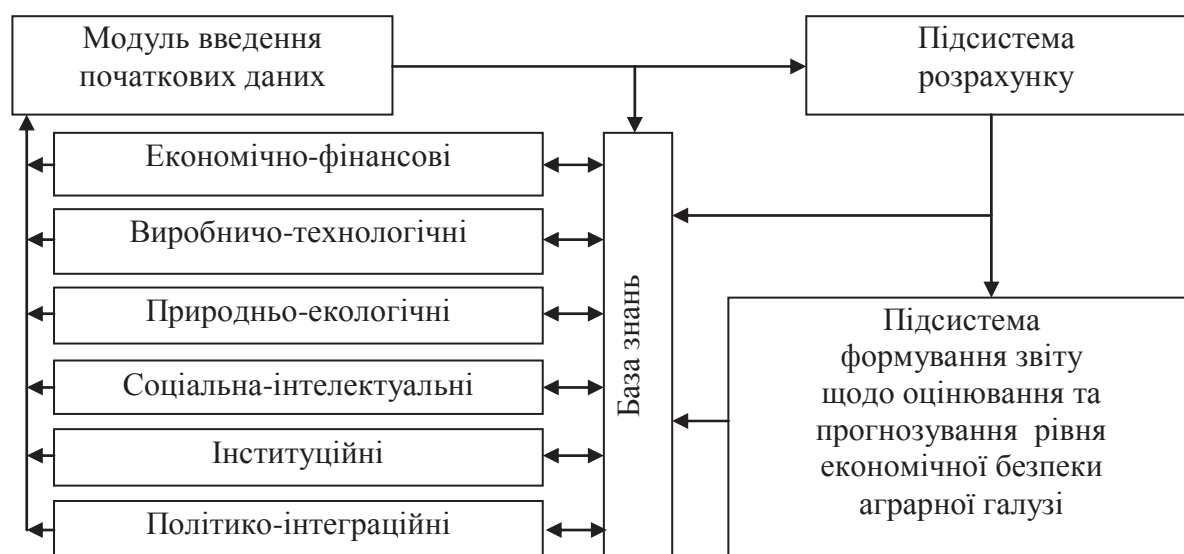 Модуль введення
початкових даних
Підсистема
розрахунку
Економічно-фінансові
Виробничо-технологічні
Природньо-екологічні
Соціальна-інтелектуальні
Інституційні
Політико-інтеграційні
База знань
Підсистема
формування звіту
щодо оцінювання та
прогнозування рівня
економічної безпеки
аграрної галузі